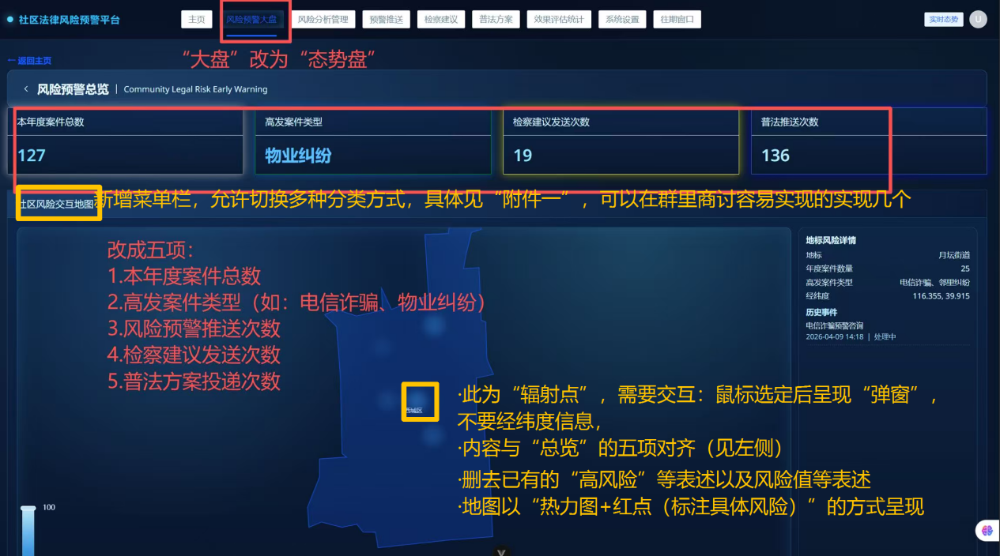 社区法律风险预警平台
主页 风险预警大盘 风险分析管理 预警推送 检察建议 普法方案 效果评估统计 系统设置 往期窗口 实时态势 U
←返回主页
“大盘”改为“态势盘”
‹ 风险预警总览 | Community Legal Risk Early Warning
本年度案件总数 高发案件类型 检察建议发送次数 普法推送次数
127 物业纠纷 19 136
社区风险交互地图
新增菜单栏，允许切换多种分类方式，具体见“附件一”，可以在群里商讨容易实现的实现几个
改成五项：
1.本年度案件总数
2.高发案件类型（如：电信诈骗、物业纠纷）
3.风险预警推送次数
4.检察建议发送次数
5.普法方案投递次数
地标风险详情
地标 月坛街道
年度案件数量 25
高发案件类型 电信诈骗、邻里纠纷
经纬度 116.355, 39.915
历史事件
电信诈骗预警咨询
2026-04-09 14:18 | 处理中
西城区
·此为“辐射点”，需要交互：鼠标选定后呈现“弹窗”，
不要经纬度信息，
·内容与“总览”的五项对齐（见左侧）
·删去已有的“高风险”等表述以及风险值等表述
·地图以“热力图+红点（标注具体风险）”的方式呈现
100